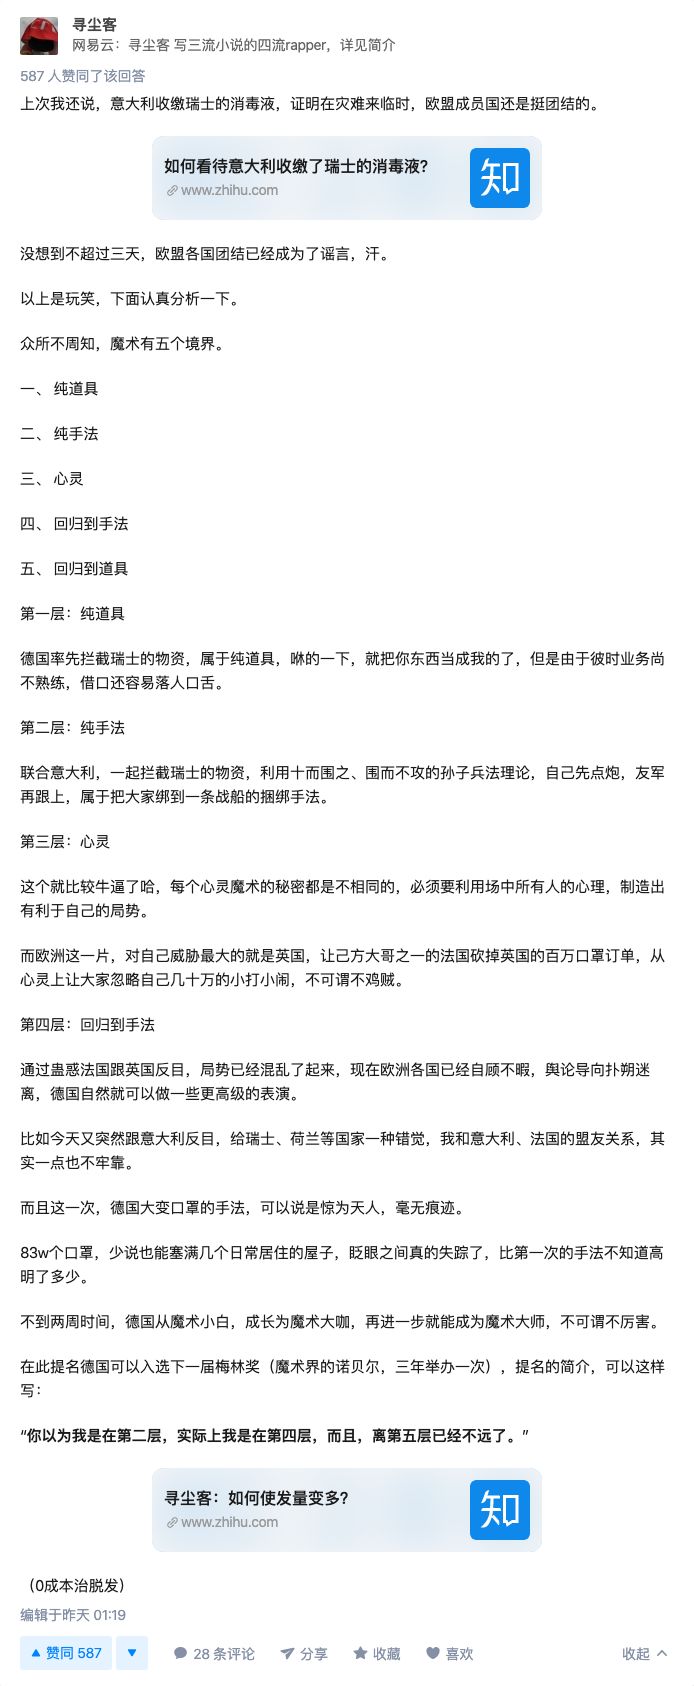 寻尘客
网易云：寻尘客 写三流小说的四流rapper，详见简介
587 人赞同了该回答
上次我还说，意大利收缴瑞士的消毒液，证明在灾难来临时，欧盟成员国还是挺团结的。
如何看待意大利收缴了瑞士的消毒液？
www.zhihu.com
知
没想到不超过三天，欧盟各国团结已经成为了谣言，汗。
以上是玩笑，下面认真分析一下。
众所不周知，魔术有五个境界。
一、 纯道具
二、 纯手法
三、 心灵
四、 回归到手法
五、 回归到道具
第一层：纯道具
德国率先拦截瑞士的物资，属于纯道具，咻的一下，就把你东西当成我的了，但是由于彼时业务尚
不熟练，借口还容易落人口舌。
第二层：纯手法
联合意大利，一起拦截瑞士的物资，利用十而围之、围而不攻的孙子兵法理论，自己先点炮，友军
再跟上，属于把大家绑到一条战船的捆绑手法。
第三层：心灵
这个就比较牛逼了哈，每个心灵魔术的秘密都是不相同的，必须要利用场中所有人的心理，制造出
有利于自己的局势。
而欧洲这一片，对自己威胁最大的就是英国，让己方大哥之一的法国砍掉英国的百万口罩订单，从
心灵上让大家忽略自己几十万的小打小闹，不可谓不鸡贼。
第四层：回归到手法
通过蛊惑法国跟英国反目，局势已经混乱了起来，现在欧洲各国已经自顾不暇，舆论导向扑朔迷
离，德国自然就可以做一些更高级的表演。
比如今天又突然跟意大利反目，给瑞士、荷兰等国家一种错觉，我和意大利、法国的盟友关系，其
实一点也不牢靠。
而且这一次，德国大变口罩的手法，可以说是惊为天人，毫无痕迹。
83w个口罩，少说也能塞满几个日常居住的屋子，眨眼之间真的失踪了，比第一次的手法不知道高
明了多少。
不到两周时间，德国从魔术小白，成长为魔术大咖，再进一步就能成为魔术大师，不可谓不厉害。
在此提名德国可以入选下一届梅林奖（魔术界的诺贝尔，三年举办一次），提名的简介，可以这样
写：
“你以为我是在第二层，实际上我是在第四层，而且，离第五层已经不远了。”
寻尘客：如何使发量变多？
www.zhihu.com
知
（0成本治脱发）
编辑于昨天 01:19
赞同 587 28 条评论 分享 收藏 喜欢 收起